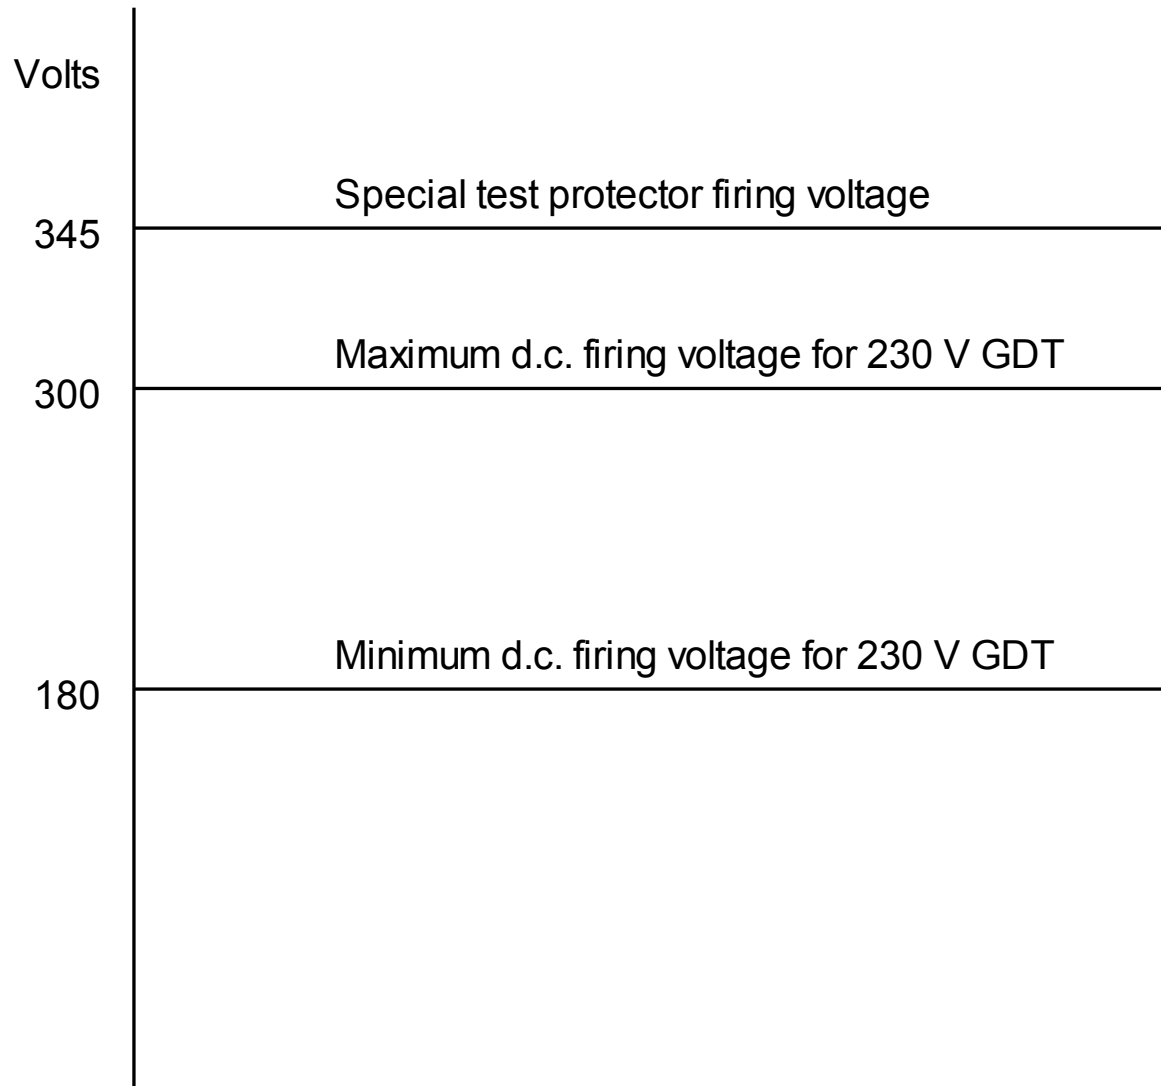 Volts
Special test protector firing voltage
345
Maximum d.c. firing voltage for 230 V GDT
300
Minimum d.c. firing voltage for 230 V GDT
180